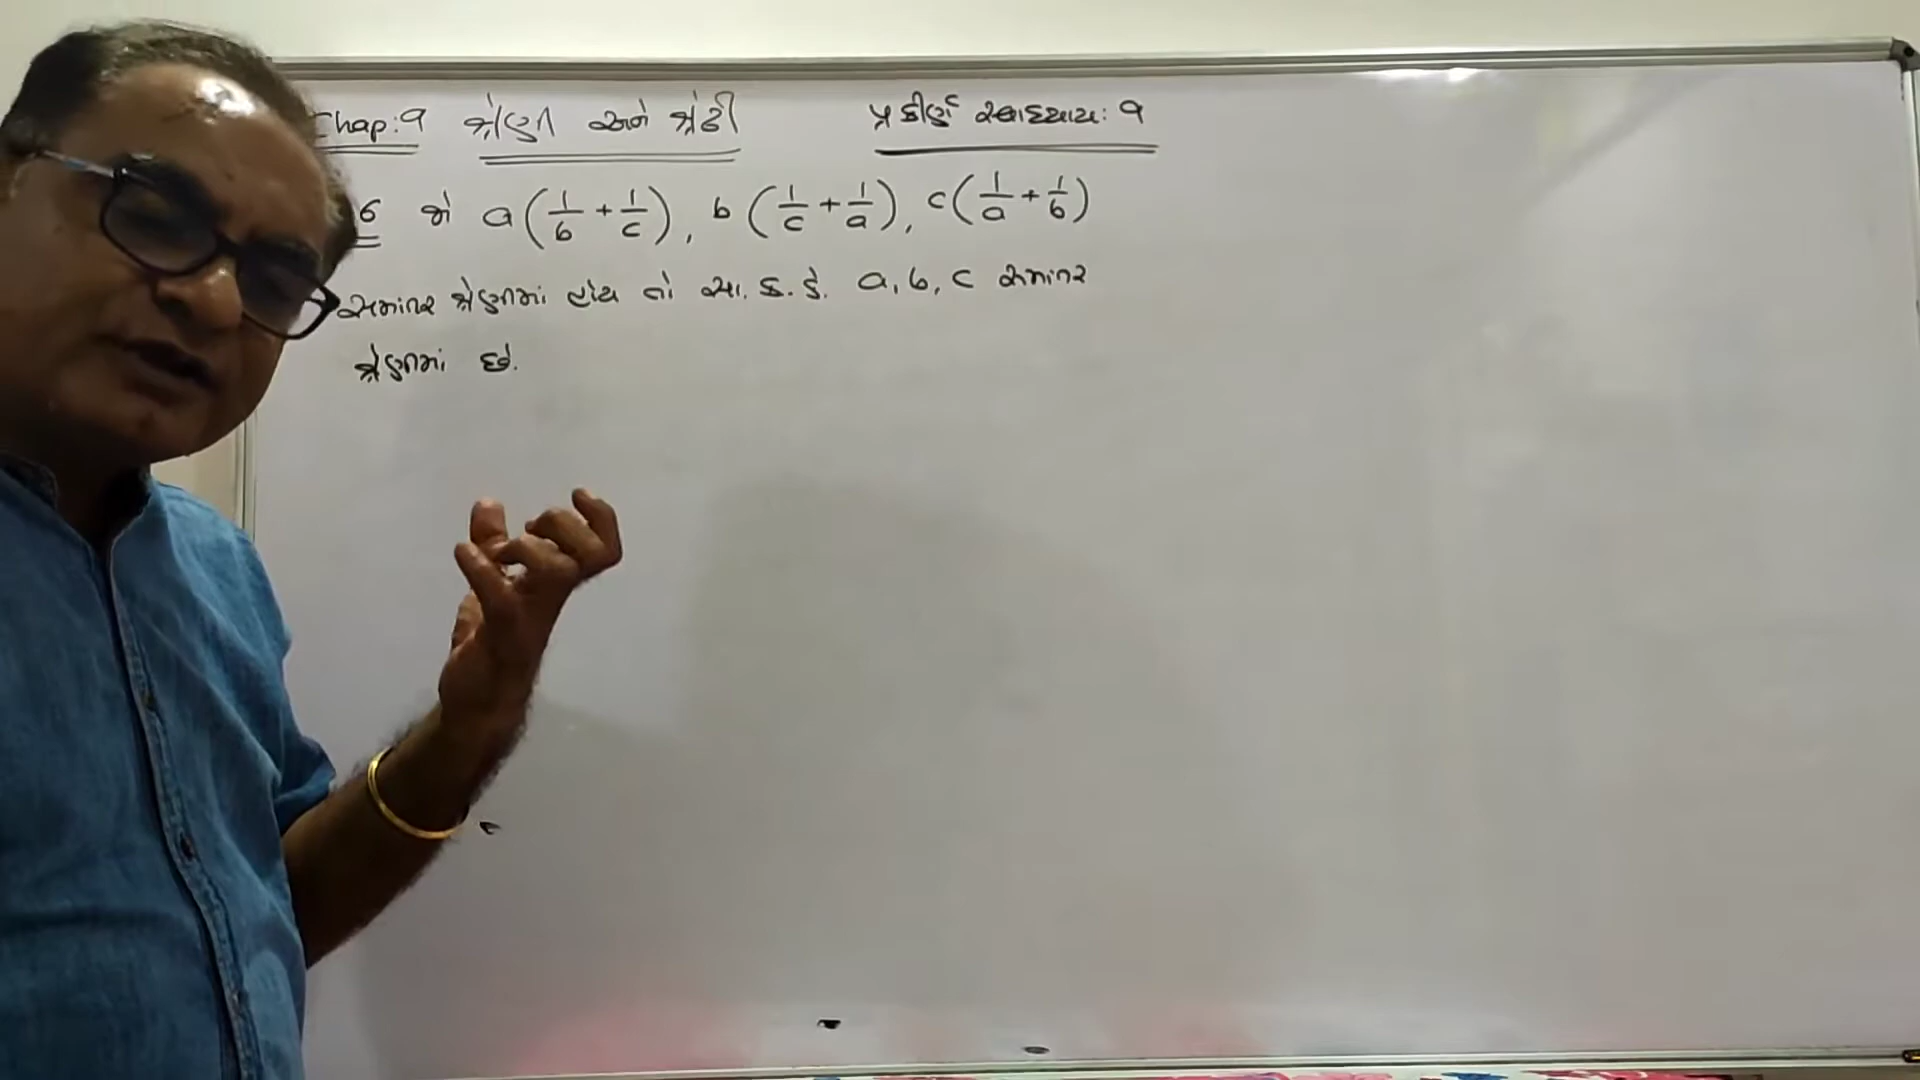 Chap: 9 શ્રેણી અને શ્રેઢી પ્રકીર્ણ સ્વાધ્યાય: 9
6 જો a(1/b + 1/c), b(1/c + 1/a), c(1/a + 1/b)
સમાંતર શ્રેણીમાં હોય તો સા. ક. કે. a, b, c સમાંતર
શ્રેણીમાં છે.